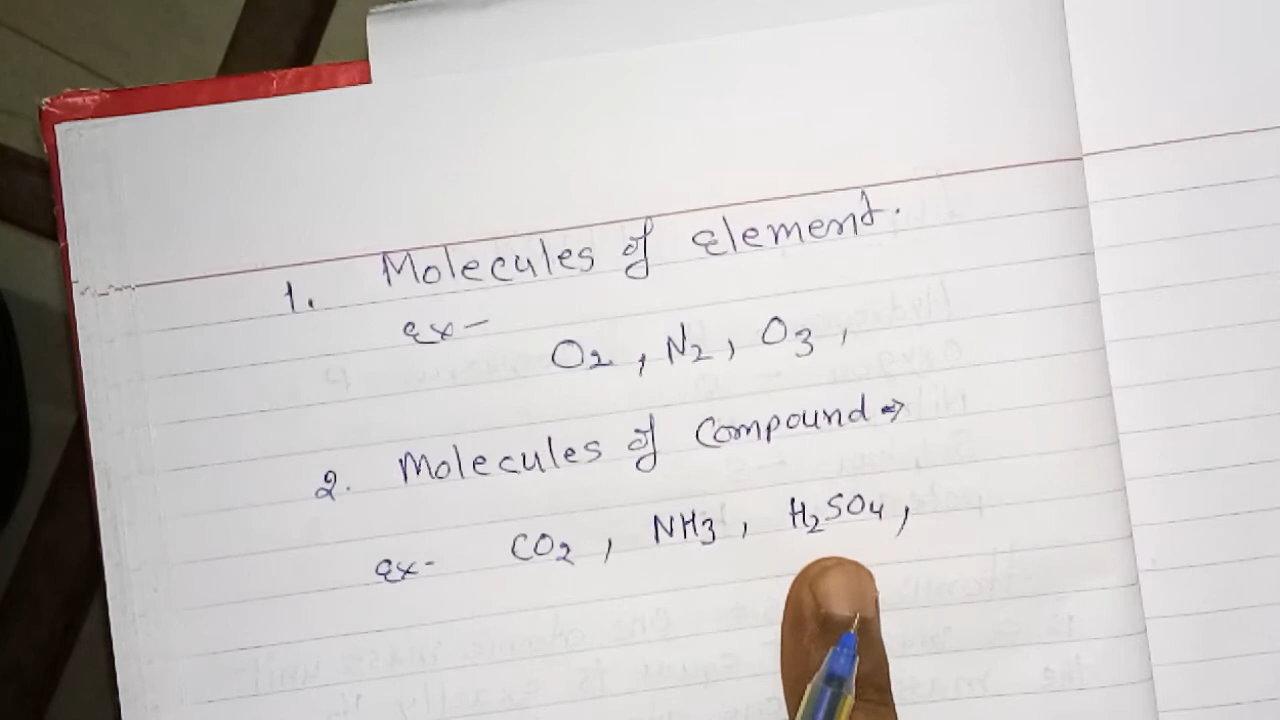 1. Molecules of element.
ex- O2, N2, O3,
2. Molecules of compound→
ex- CO2, NH3, H2SO4,